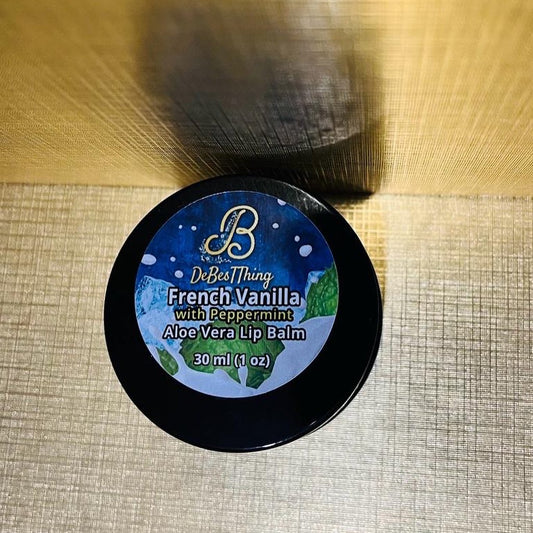 B
DeBesTThing
French Vanilla
with Peppermint
Aloe Vera Lip Balm
30 ml (1 oz)